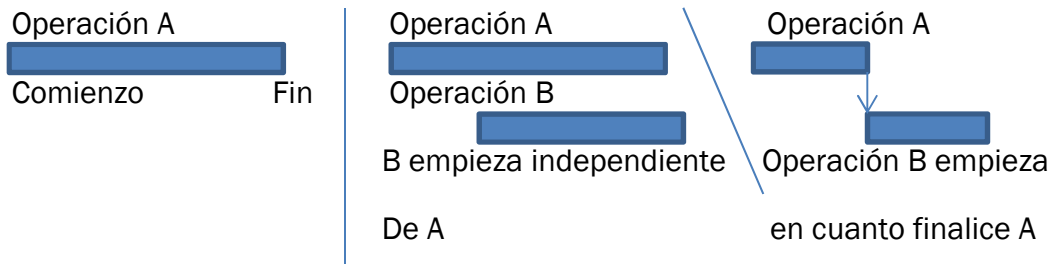 Operación A
Comienzo Fin
Operación A
Operación B
B empieza independiente
De A
Operación A
Operación B empieza
en cuanto finalice A